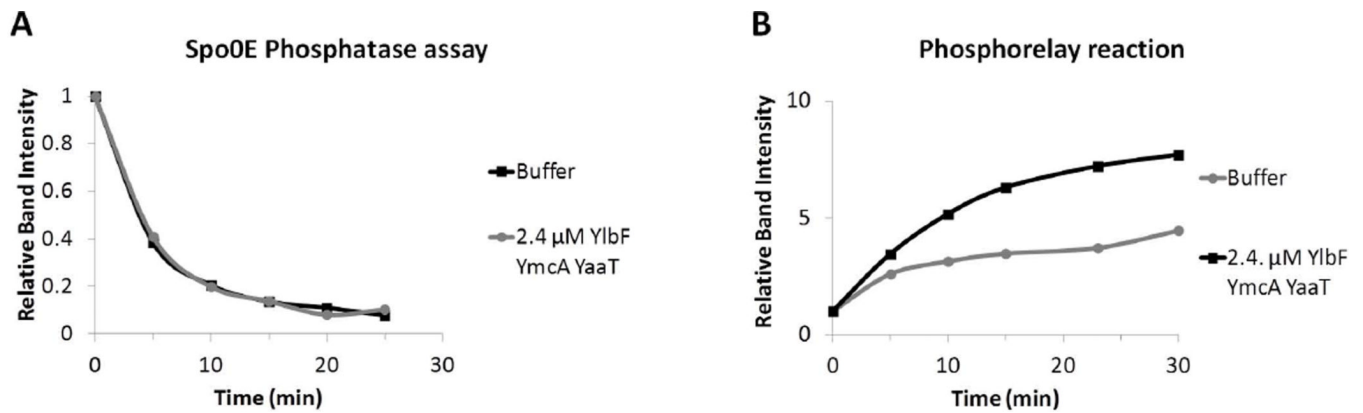 A
Spo0E Phosphatase assay
Relative Band Intensity
1
0.8
0.6
0.4
0.2
0
0
10
20
30
Time (min)
Buffer
2.4 μM YlbF
YmcA YaaT
B
Phosphorelay reaction
Relative Band Intensity
10
5
0
0
10
20
30
Time (min)
Buffer
2.4. μM YlbF
YmcA YaaT